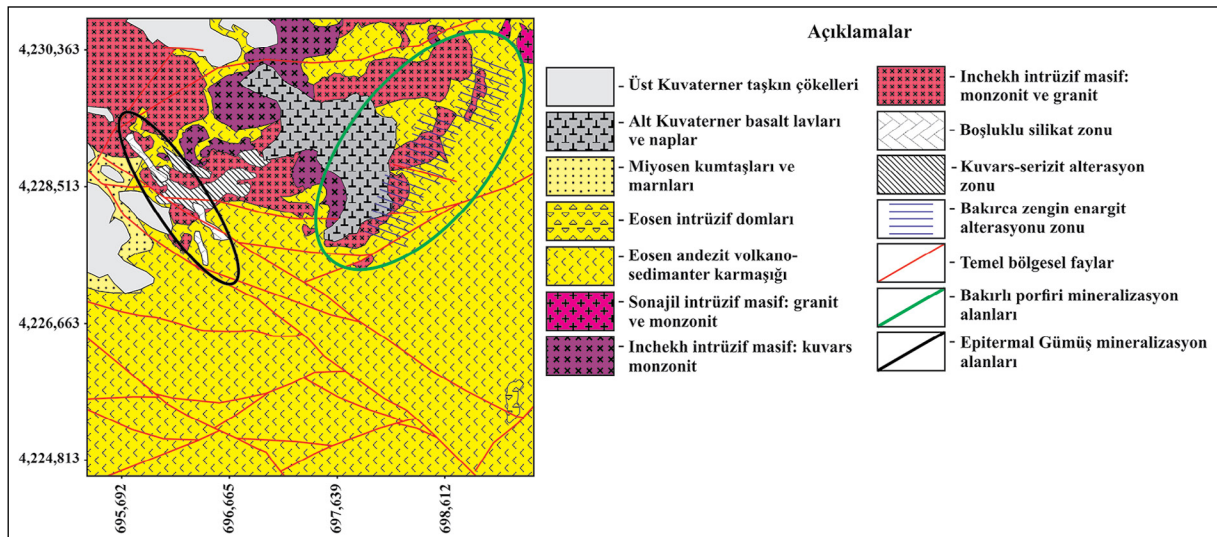 4,230,363
4,228,513
4,226,663
4,224,813
695,692
696,665
697,639
698,612
Açıklamalar
- Üst Kuvaterner taşkın çökelleri
- Alt Kuvaterner basalt lavları
ve naplar
- Miyosen kumtaşları ve
marnları
- Eosen intrüzif domları
- Eosen andezit volkano-
sedimanter karmaşığı
- Sonajil intrüzif masif: granit
ve monzonit
- Inchekh intrüzif masif: kuvars
monzonit
- Inchekh intrüzif masif:
monzonit ve granit
- Boşluklu silikat zonu
- Kuvars-serizit alterasyon
zonu
- Bakırca zengin enargit
alterasyonu zonu
- Temel bölgesel faylar
- Bakırlı porfiri mineralizasyon
alanları
- Epitermal Gümüş mineralizasyon
alanları